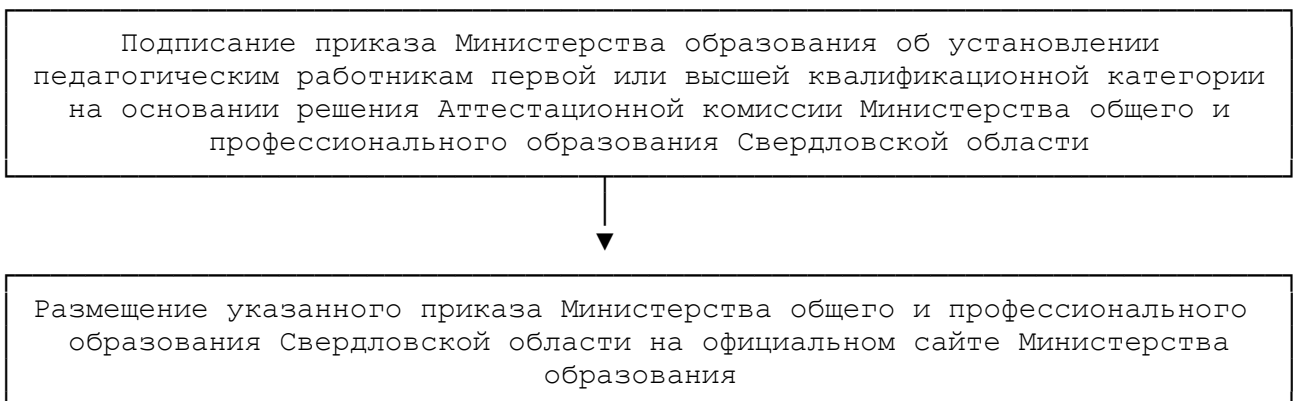 Подписание приказа Министерства образования об установлении
педагогическим работникам первой или высшей квалификационной категории
на основании решения Аттестационной комиссии Министерства общего и
профессионального образования Свердловской области
Размещение указанного приказа Министерства общего и профессионального
образования Свердловской области на официальном сайте Министерства
образования